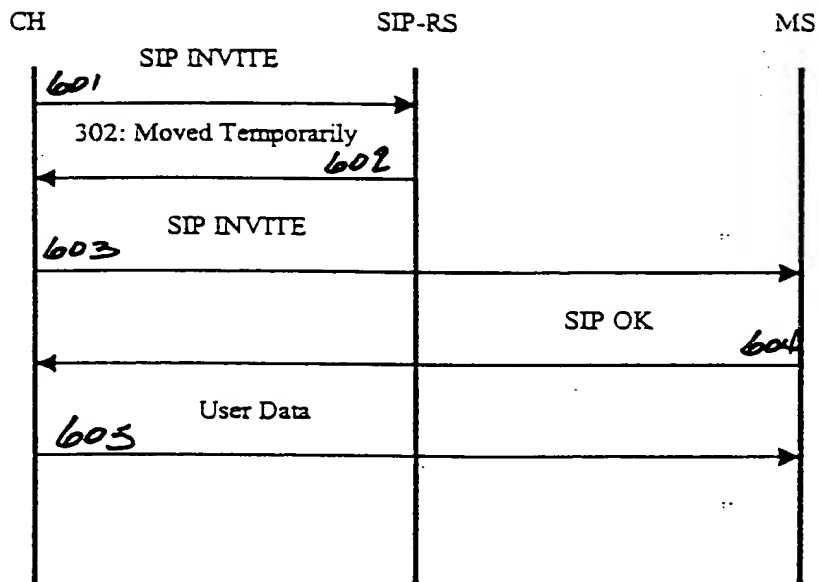 CH SIP-RS MS
SIP INVITE
601
302: Moved Temporarily
602
SIP INVITE
603
SIP OK
604
User Data
605